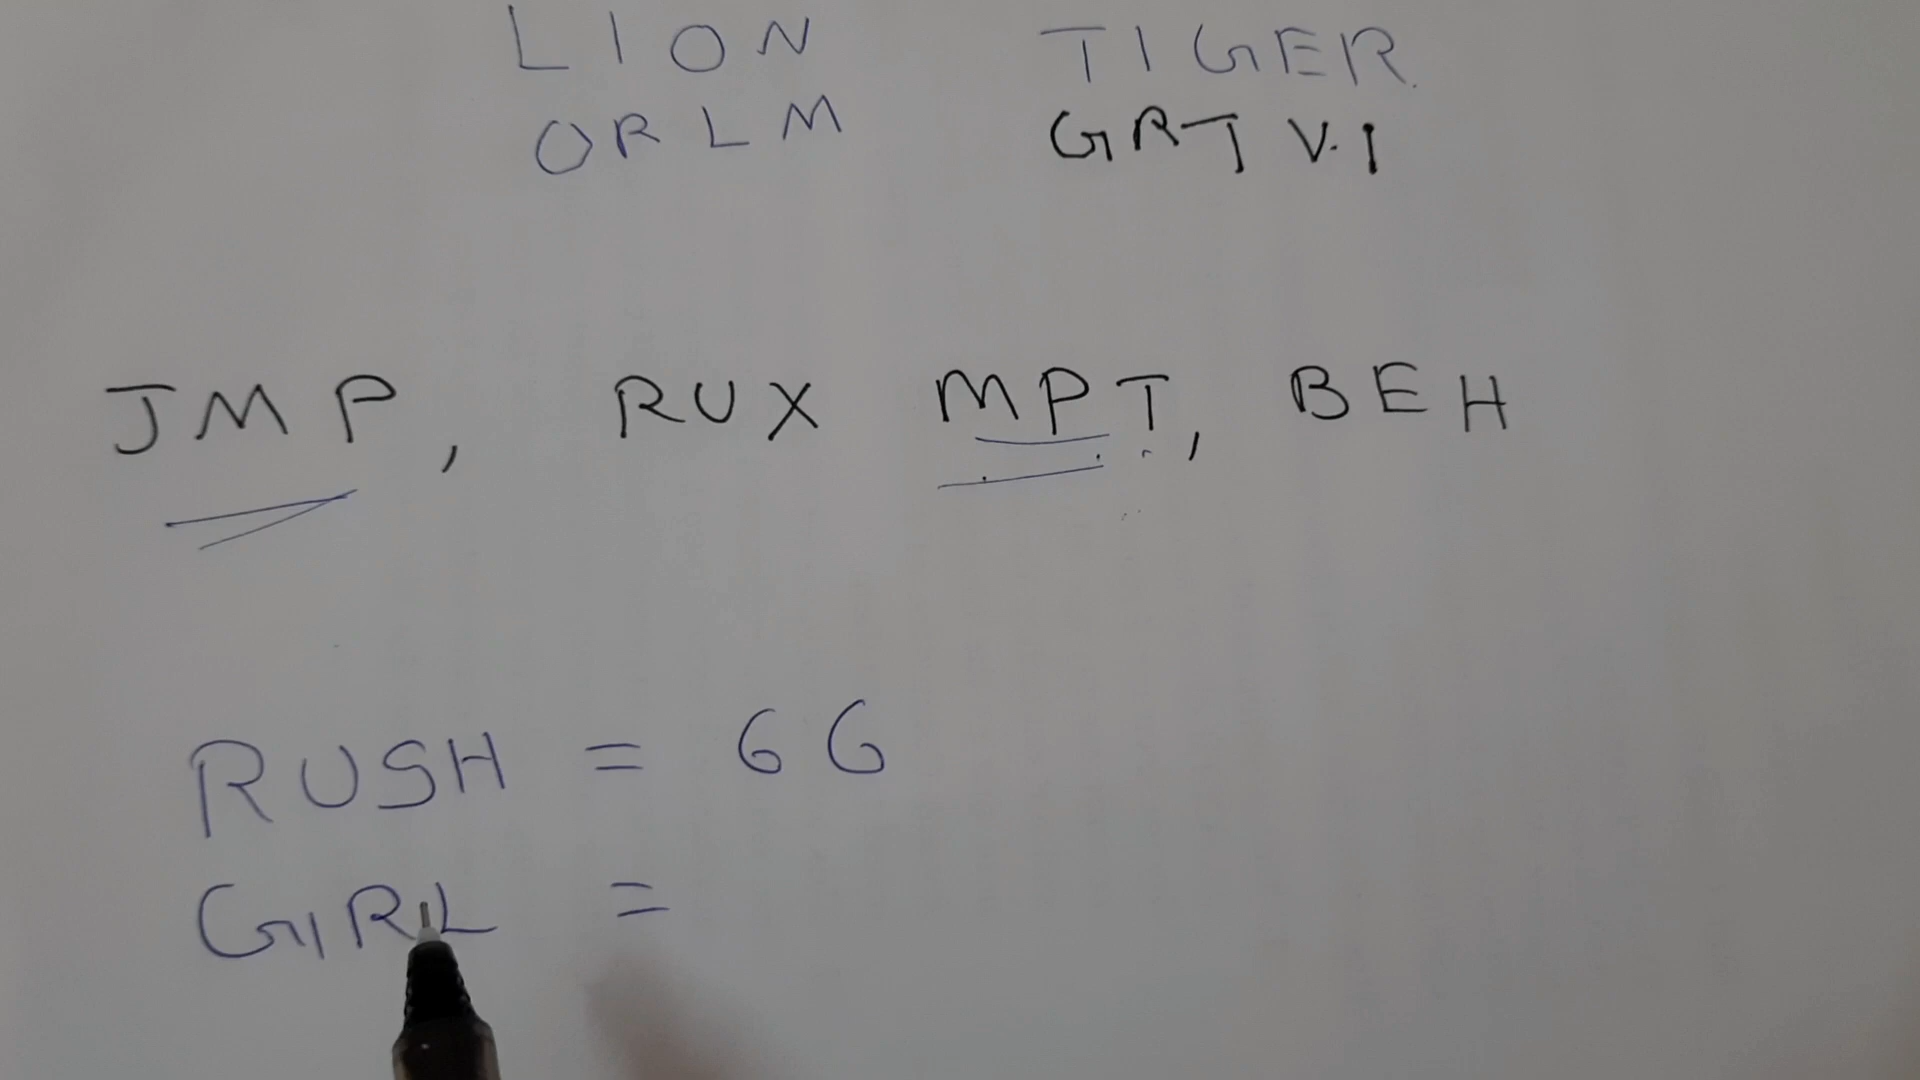 LION TIGER
ORLM GRTVI
JMP, RUX MPT, BEH
RUSH = 66
GIRL =